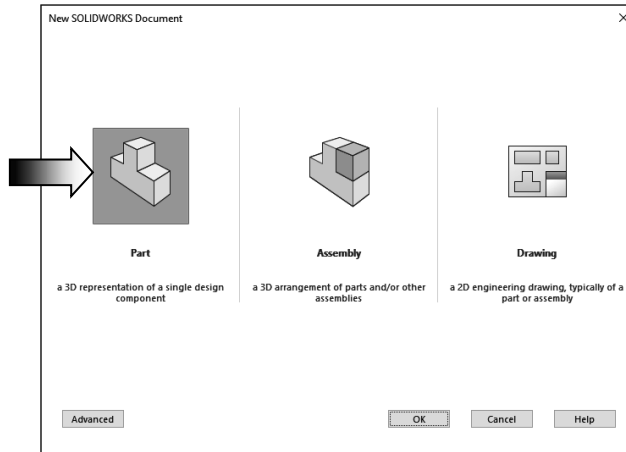 New SOLIDWORKS Document
Part
Assembly
Drawing
a 3D representation of a single design
component
a 3D arrangement of parts and/or other
assemblies
a 2D engineering drawing, typically of a
part or assembly
Advanced
OK
Cancel
Help